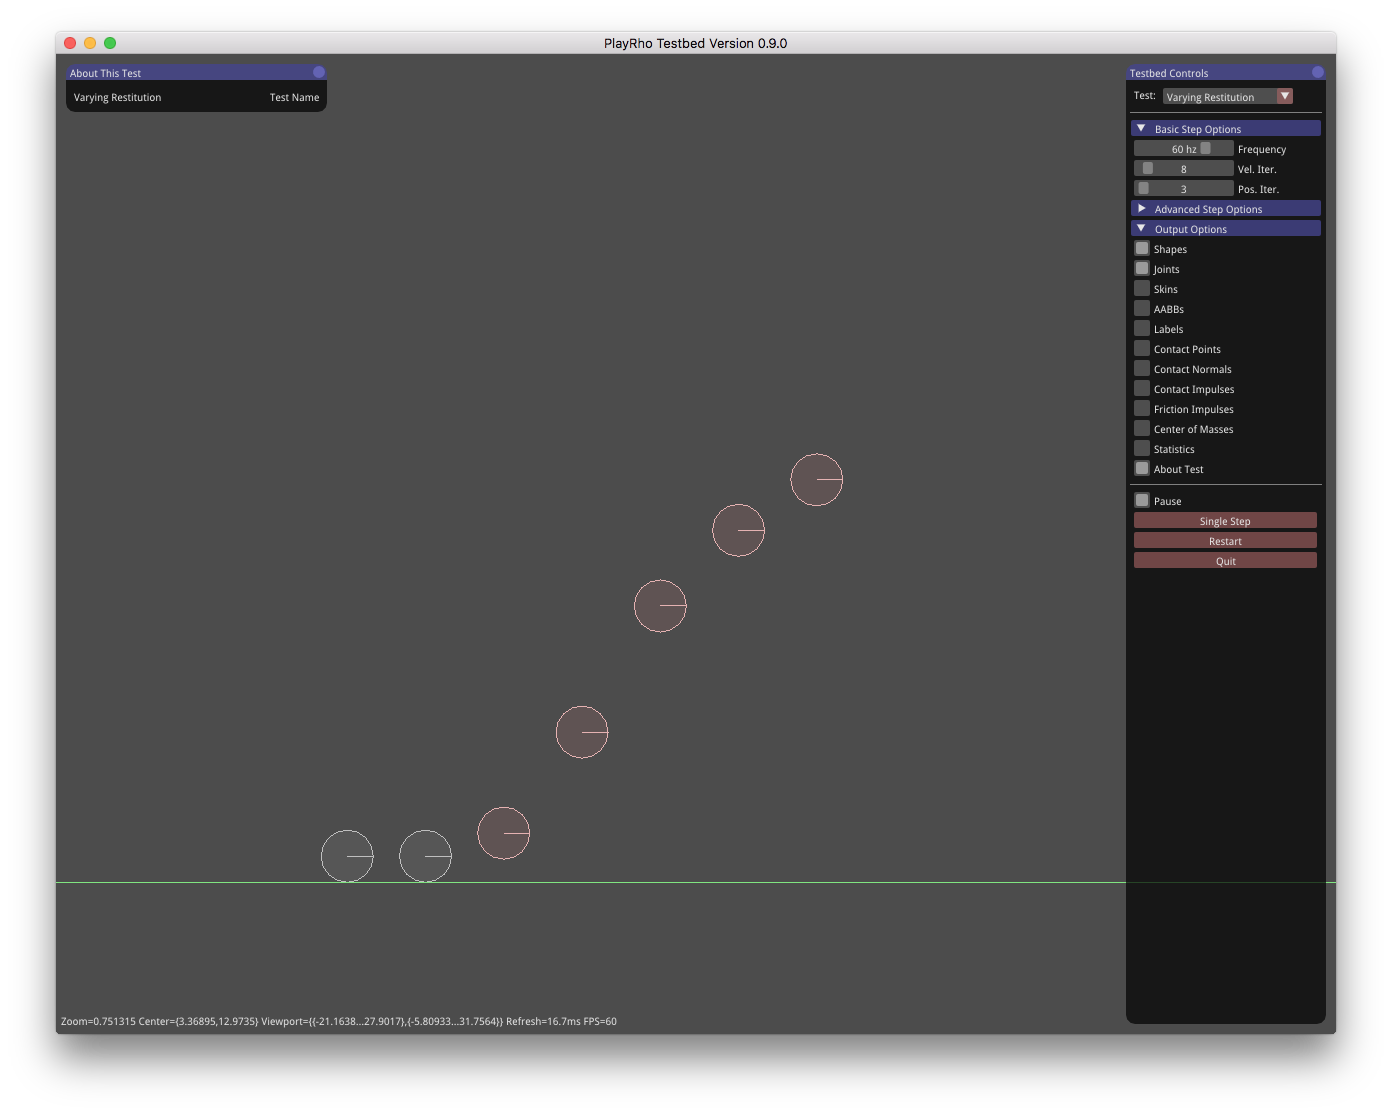 PlayRho Testbed Version 0.9.0
About This Test
Varying Restitution Test Name
Testbed Controls
Test: Varying Restitution
Basic Step Options
60 hz Frequency
8 Vel. Iter.
3 Pos. Iter.
Advanced Step Options
Output Options
Shapes
Joints
Skins
AABBs
Labels
Contact Points
Contact Normals
Contact Impulses
Friction Impulses
Center of Masses
Statistics
About Test
Pause
Single Step
Restart
Quit
Zoom=0.751315 Center={3.36895,12.9735} Viewport={{-21.1638...27.9017},{-5.80933...31.7564}} Refresh=16.7ms FPS=60